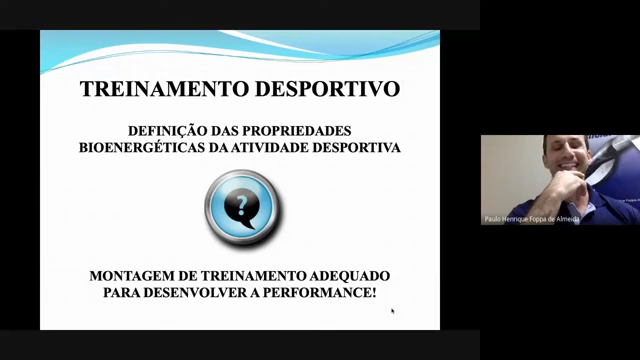 TREINAMENTO DESPORTIVO
DEFINIÇÃO DAS PROPRIEDADES
BIOENERGÉTICAS DA ATIVIDADE DESPORTIVA
?
MONTAGEM DE TREINAMENTO ADEQUADO
PARA DESENVOLVER A PERFORMANCE!
Paulo Henrique Foppa de Almeida